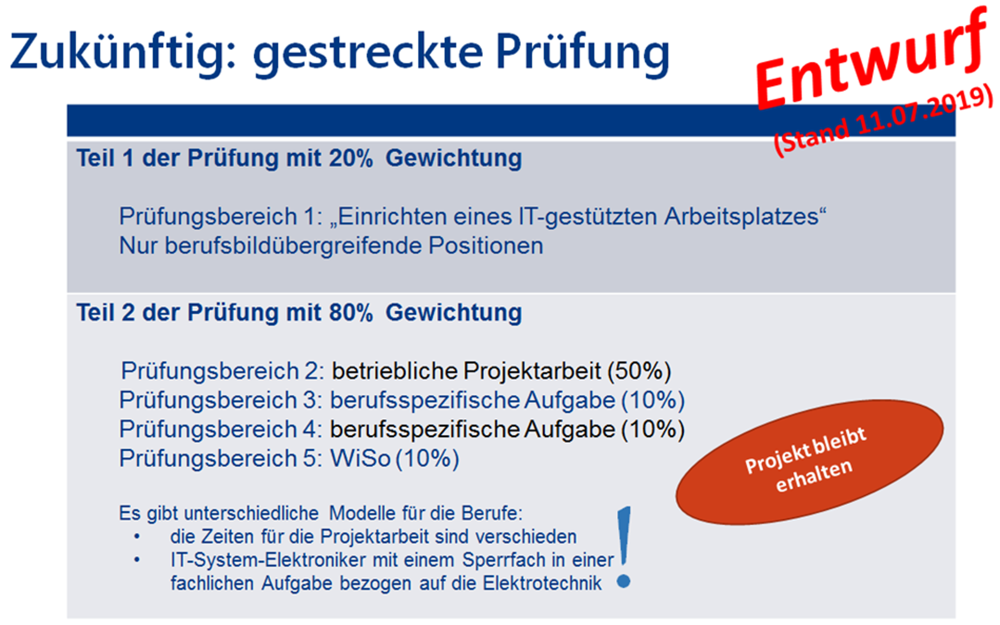 Zukünftig: gestreckte Prüfung
Entwurf
(Stand 11.07.2019)
Teil 1 der Prüfung mit 20% Gewichtung
Prüfungsbereich 1: „Einrichten eines IT-gestützten Arbeitsplatzes“
Nur berufsbildübergreifende Positionen
Teil 2 der Prüfung mit 80% Gewichtung
Prüfungsbereich 2: betriebliche Projektarbeit (50%)
Prüfungsbereich 3: berufsspezifische Aufgabe (10%)
Prüfungsbereich 4: berufsspezifische Aufgabe (10%)
Prüfungsbereich 5: WiSo (10%)
Projekt bleibt
erhalten
Es gibt unterschiedliche Modelle für die Berufe:
• die Zeiten für die Projektarbeit sind verschieden
• IT-System-Elektroniker mit einem Sperrfach in einer
fachlichen Aufgabe bezogen auf die Elektrotechnik
!